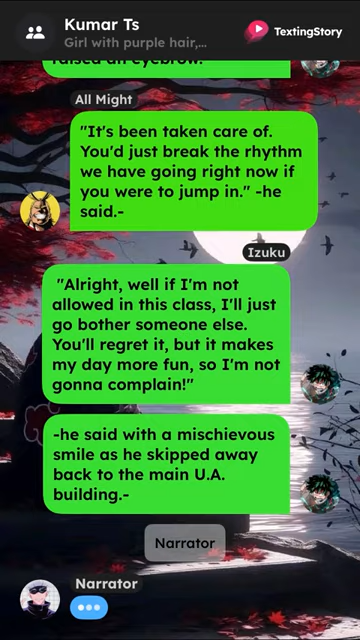 Kumar Ts
Girl with purple hair,...
TextingStory
raised an eyebrow.
All Might
"It's been taken care of.
You'd just break the rhythm
we have going right now if
you were to jump in." -he
said.-
Izuku
"Alright, well if I'm not
allowed in this class, I'll just
go bother someone else.
You'll regret it, but it makes
my day more fun, so I'm not
gonna complain!"
-he said with a mischievous
smile as he skipped away
back to the main U.A.
building.-
Narrator
Narrator